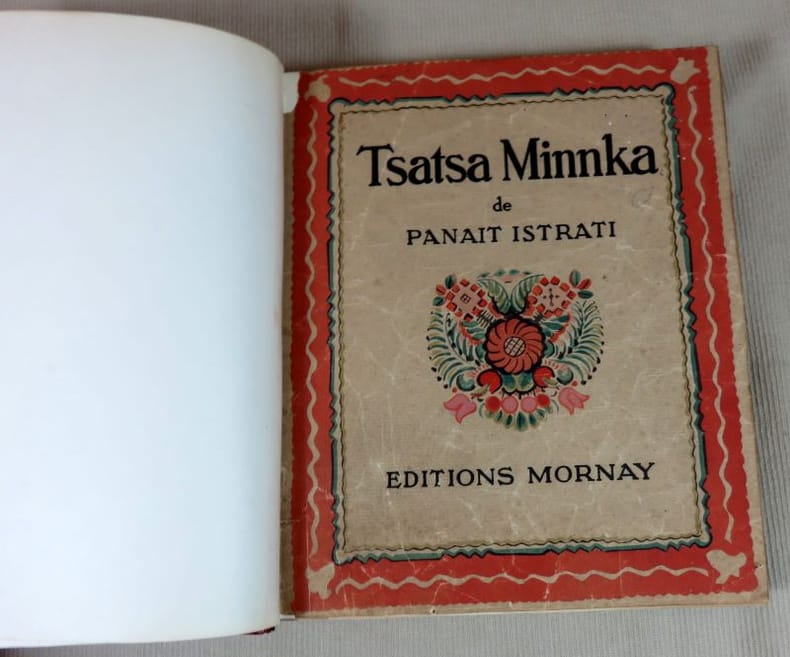 Tsatsa Minnka
de
PANAIT ISTRATI
EDITIONS MORNAY